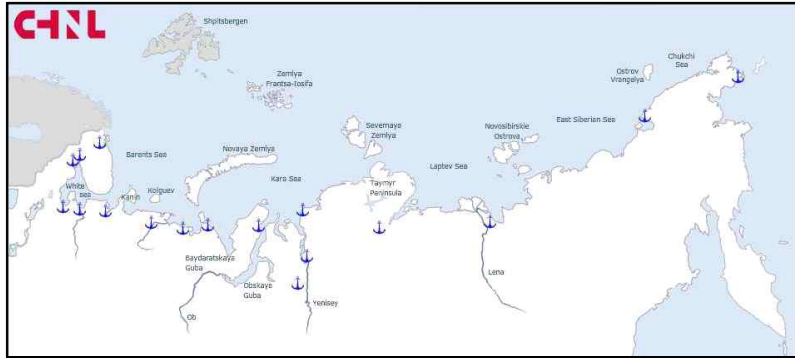 CHNL
Shpitsbergen
Chukchi
Sea
Zemlya
Frantsa-Iosifa
Ostrov
Vrangelya
Severnaye
Zemlya
Novosibirskie
Ostrova
East Siberian Sea
Barents Sea
Novaya Zemlya
Kara Sea
Laptev Sea
Taymyr
Peninsula
White
sea
Kanin
Kolguev
Baydaratskaya
Guba
Obskaya
Guba
Lena
Yenisey
Ob